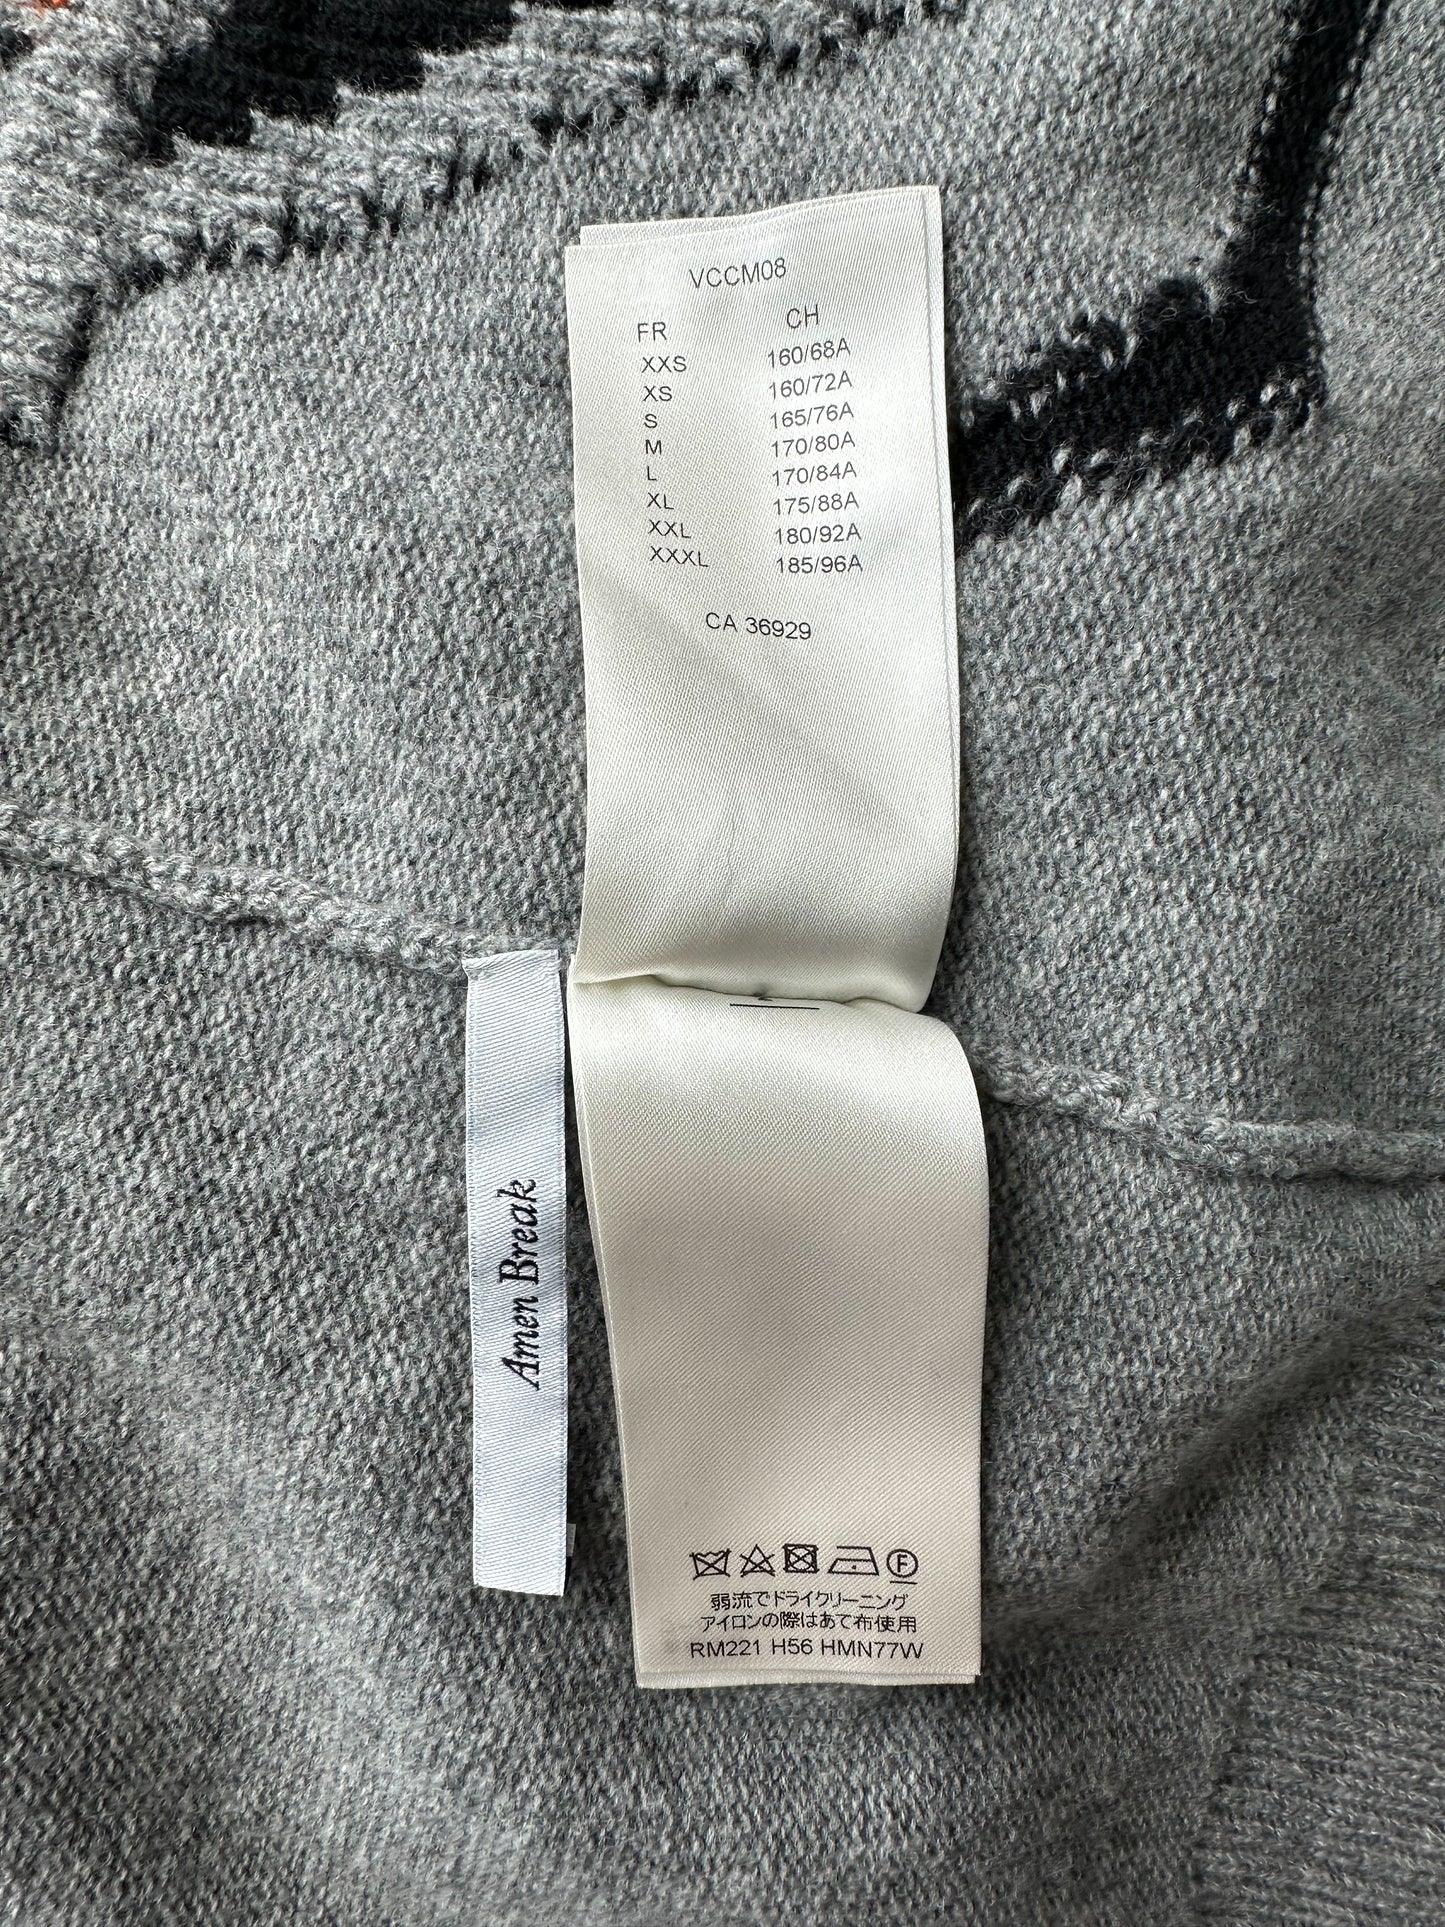 VCCM08
FR CH
XXS 160/68A
XS 160/72A
S 165/76A
M 170/80A
L 170/84A
XL 175/88A
XXL 180/92A
XXXL 185/96A
CA 36929
Amen Break
F
弱流でドライクリーニング
アイロンの際はあて布使用
RM221 H56 HMN77W